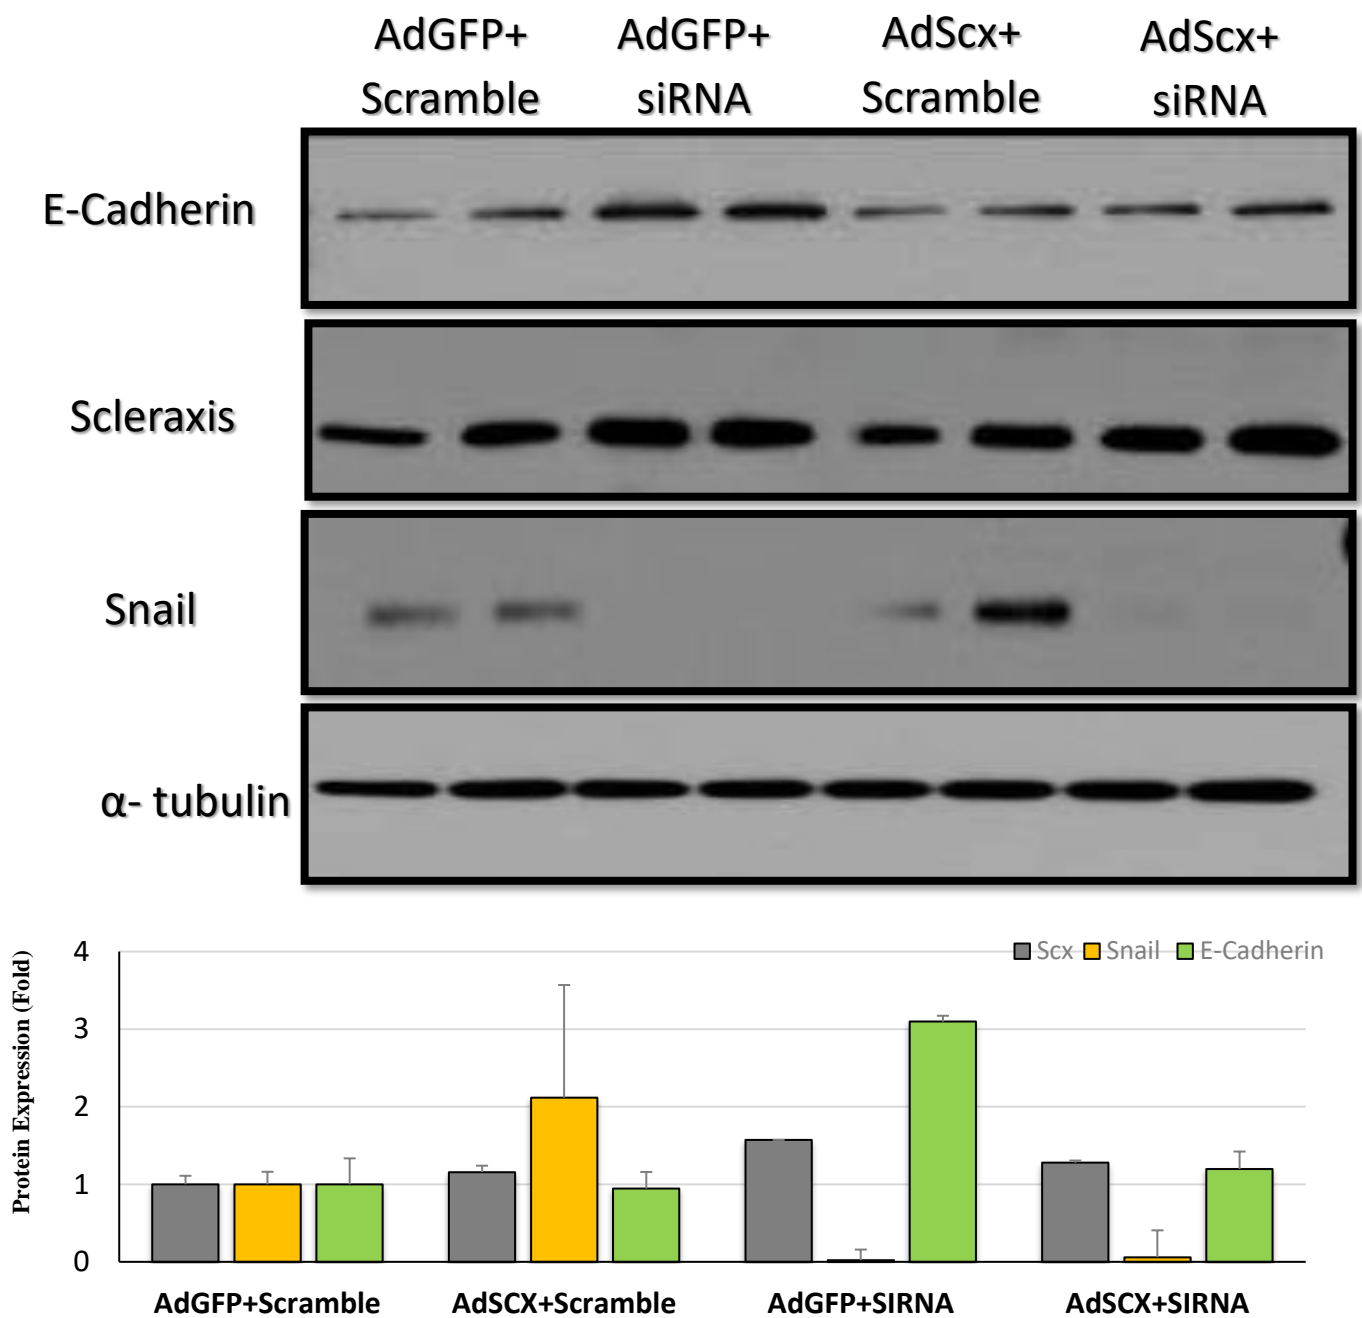 AdGFP+ AdGFP+ AdScx+ AdScx+
Scramble siRNA Scramble siRNA
E-Cadherin
Scleraxis
Snail
α- tubulin
Protein Expression (Fold)
Scx Snail E-Cadherin
4
3
2
1
0
AdGFP+Scramble AdSCX+Scramble AdGFP+SIRNA AdSCX+SIRNA